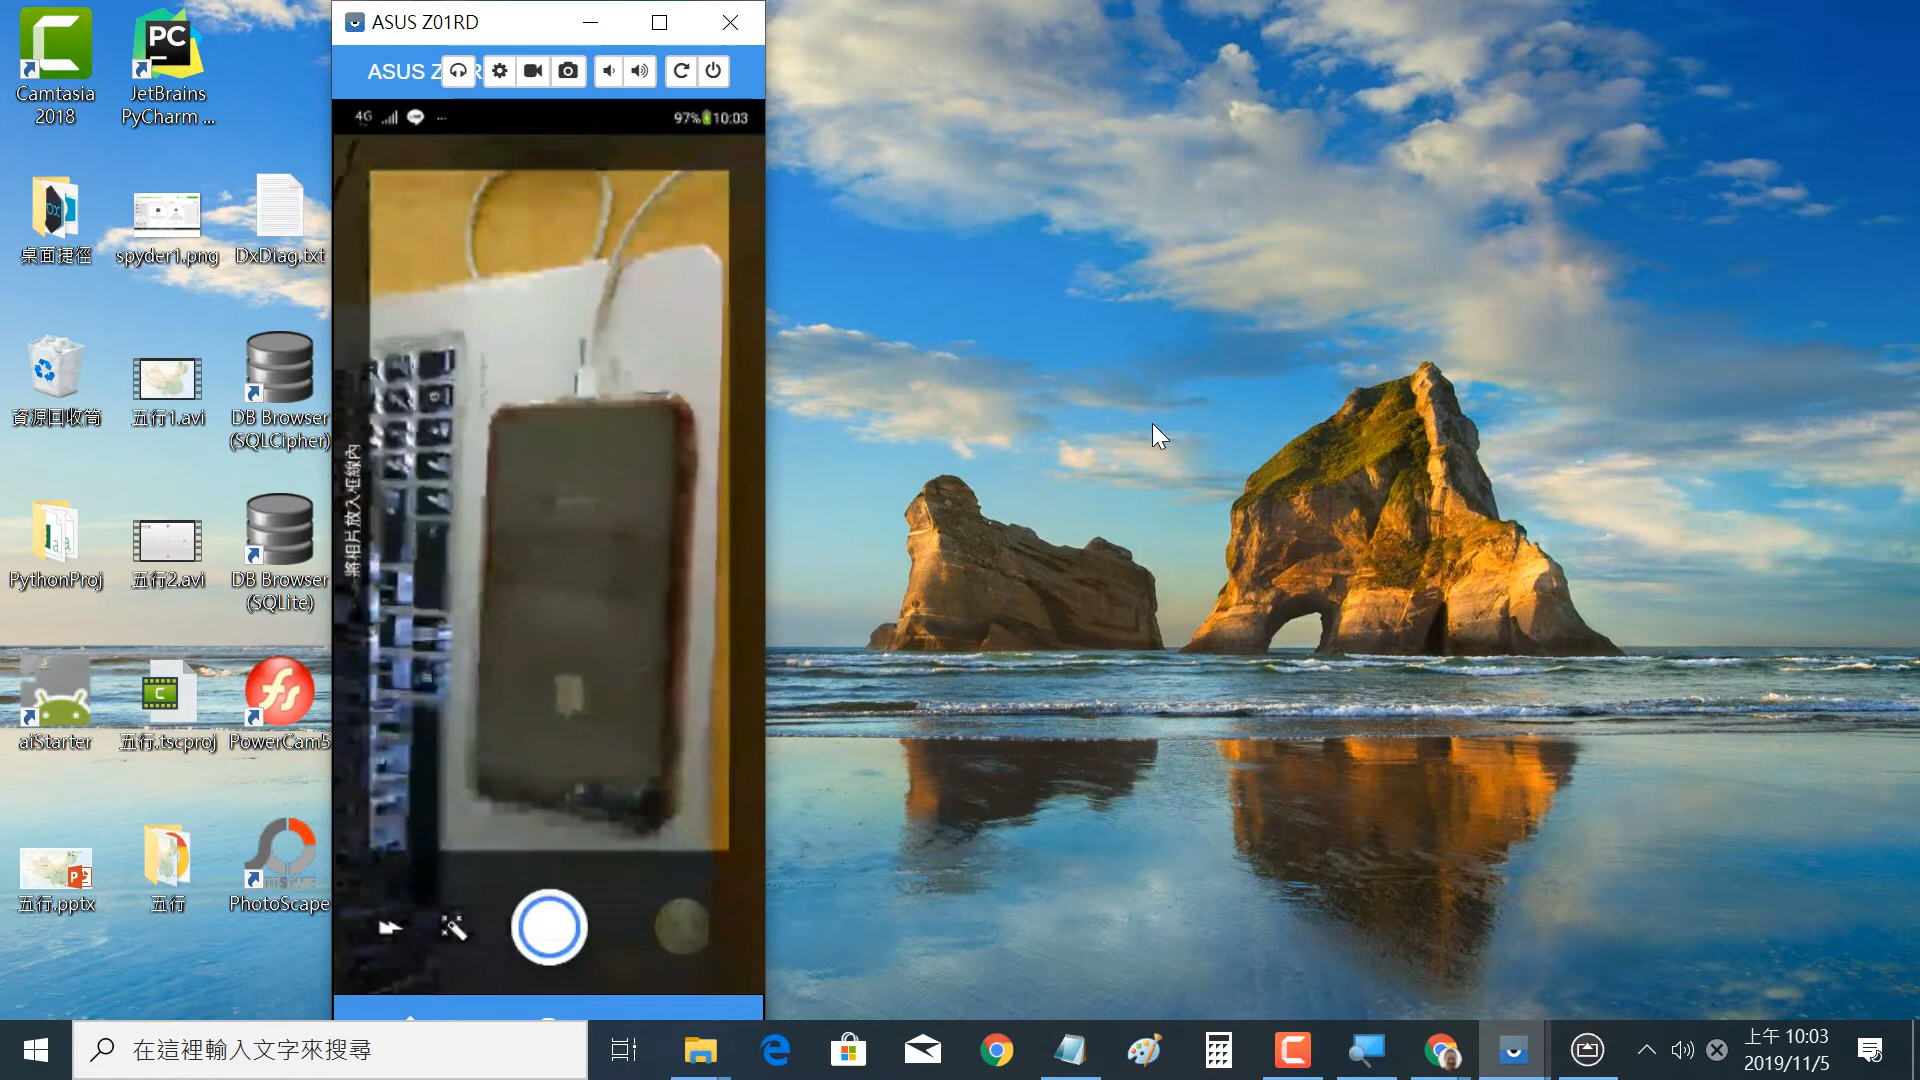 ASUS Z01RD
ASUS Z
4G
97%
10:03
將相片放入框線內
Camtasia
2018
JetBrains
PyCharm ...
PC
桌面捷徑
spyder1.png
DxDiag.txt
資源回收筒
五行1.avi
DB Browser
(SQLCipher)
PythonProj
五行2.avi
DB Browser
(SQLite)
aiStarter
五行.tscproj
PowerCam5
五行.pptx
五行
PhotoScape
在這裡輸入文字來搜尋
上午 10:03
2019/11/5